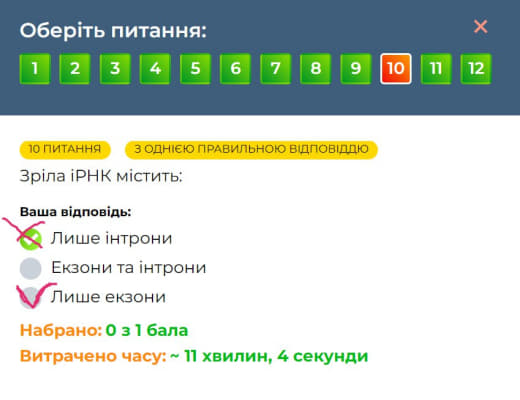 Оберіть питання:
1 2 3 4 5 6 7 8 9 10 11 12
10 ПИТАННЯ З ОДНІЄЮ ПРАВИЛЬНОЮ ВІДПОВІДДЮ
Зріла іРНК містить:
Ваша відповідь:
Лише інтрони
Екзони та інтрони
Лише екзони
Набрано: 0 з 1 бала
Витрачено часу: ~ 11 хвилин, 4 секунди